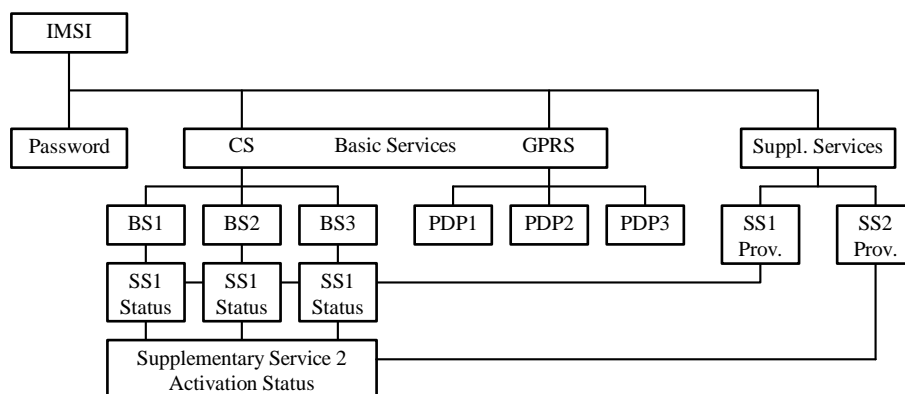 IMSI
Password
CS Basic Services GPRS
Suppl. Services
BS1
BS2
BS3
PDP1
PDP2
PDP3
SS1
Prov.
SS2
Prov.
SS1
Status
SS1
Status
SS1
Status
Supplementary Service 2
Activation Status